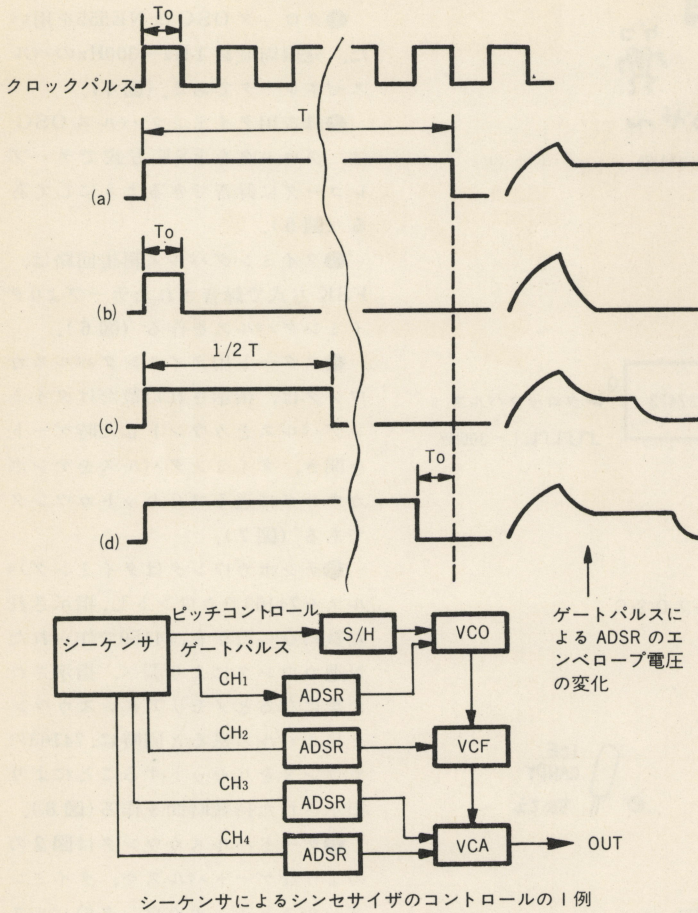 To
クロックパルス
T
(a)
To
(b)
1/2 T
(c)
To
(d)
ゲートパルスに
よる ADSR のエ
ンベロープ電圧
の変化
シーケンサ
ピッチコントロール
ゲートパルス
S/H
VCO
CH₁
ADSR
CH₂
ADSR
VCF
CH₃
ADSR
CH₄
ADSR
VCA
OUT
シーケンサによるシンセサイザのコントロールの1例